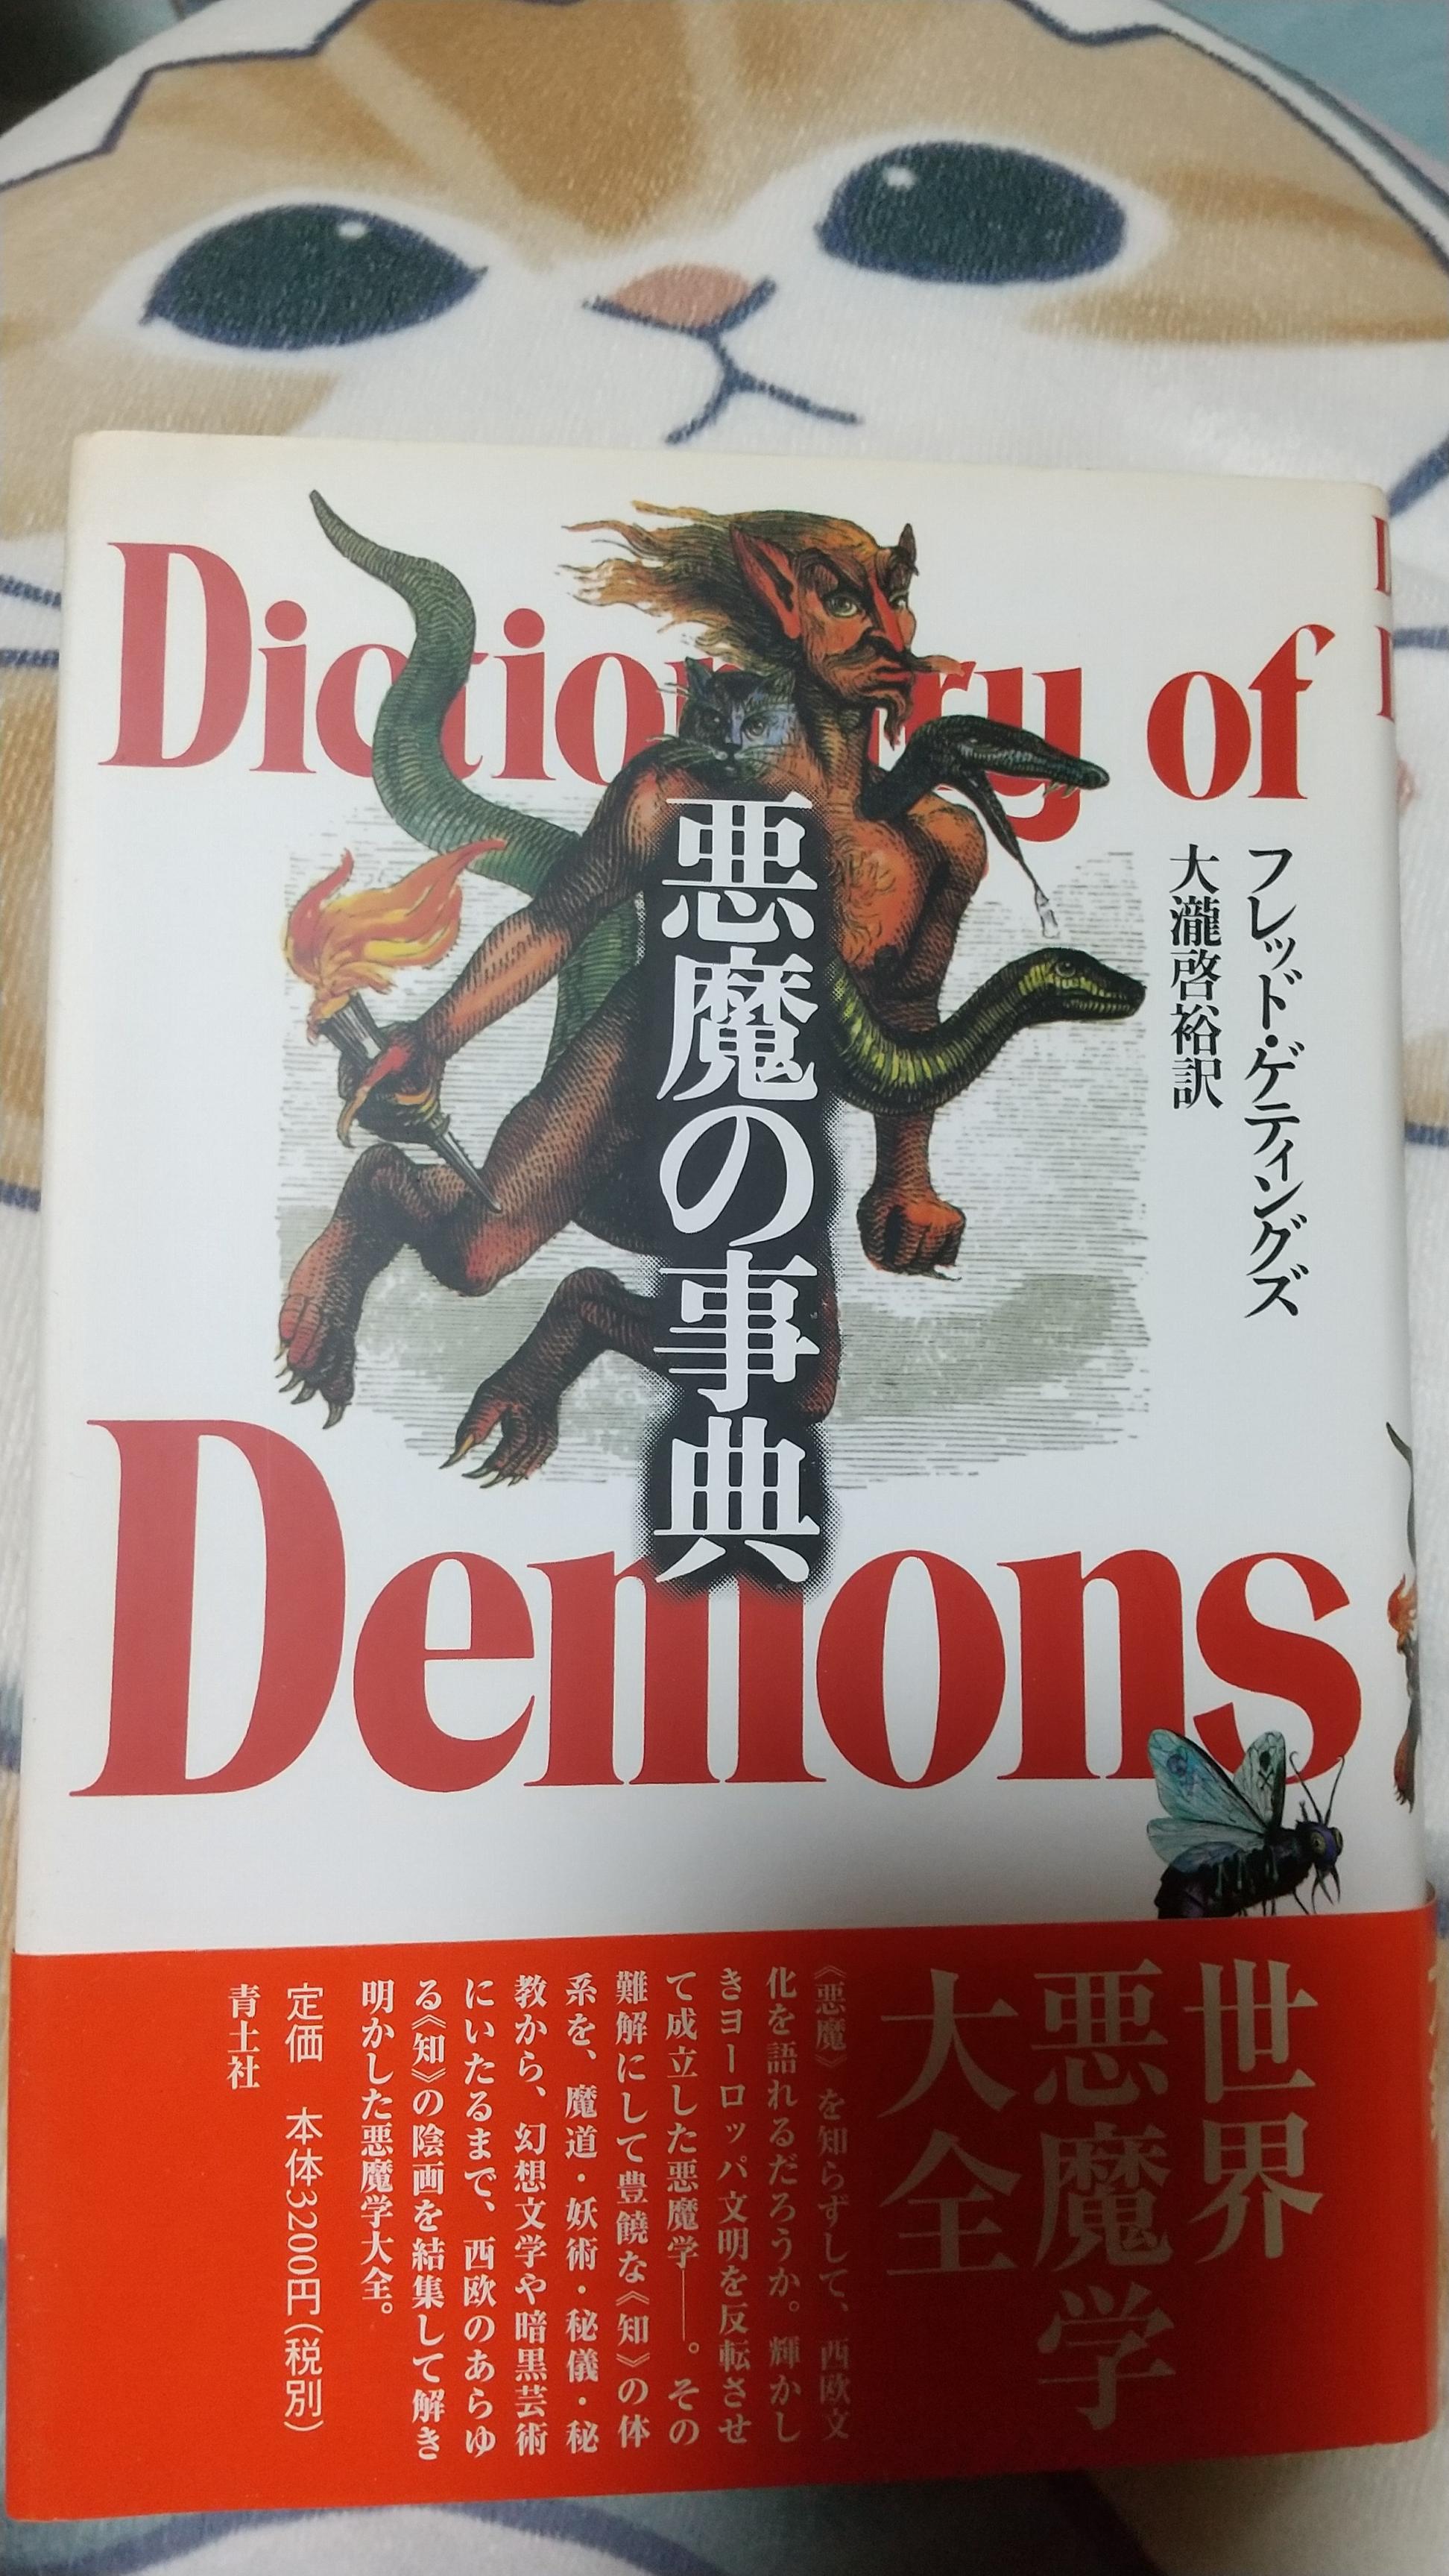 Dictionary of
悪魔の事典
フレッド・ゲティングズ
大瀧啓裕訳
Demons
世界
悪魔学
大全
《悪魔》を知らずして、西欧文
化を語れるだろうか。輝かし
きヨーロッパ文明を反転させ
て成立した悪魔学――。その
難解にして豊饒な《知》の体
系を、魔道・妖術・秘儀・秘
教から、幻想文学や暗黒芸術
にいたるまで、西欧のあらゆ
る《知》の陰画を結集して解き
明かした悪魔学大全。
定価 本体3200円(税別)
青土社